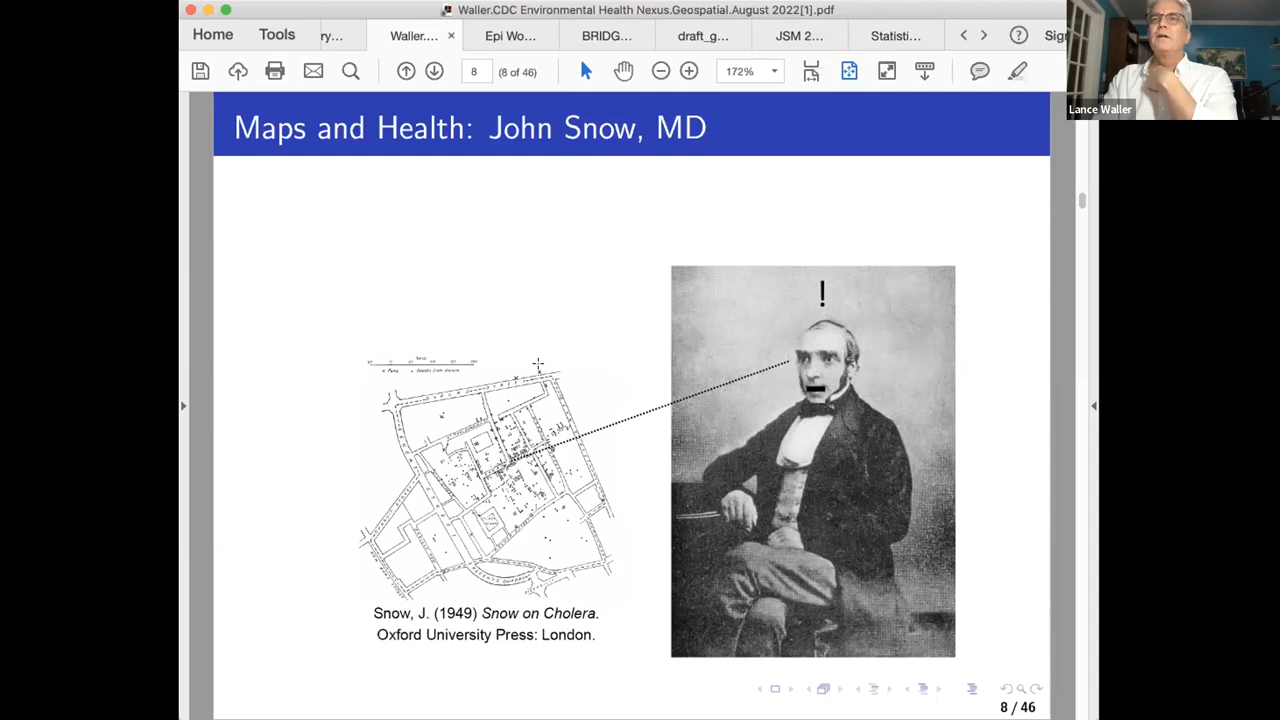 Waller.CDC Environmental Health Nexus.Geospatial.August 2022[1].pdf
Home Tools ry... Waller.... × Epi Wo... BRIDG... draft_g... JSM 2... Statisti... ? Sig
8 (8 of 46) 172%
Lance Waller
Maps and Health: John Snow, MD
!
Snow, J. (1949) Snow on Cholera.
Oxford University Press: London.
8 / 46